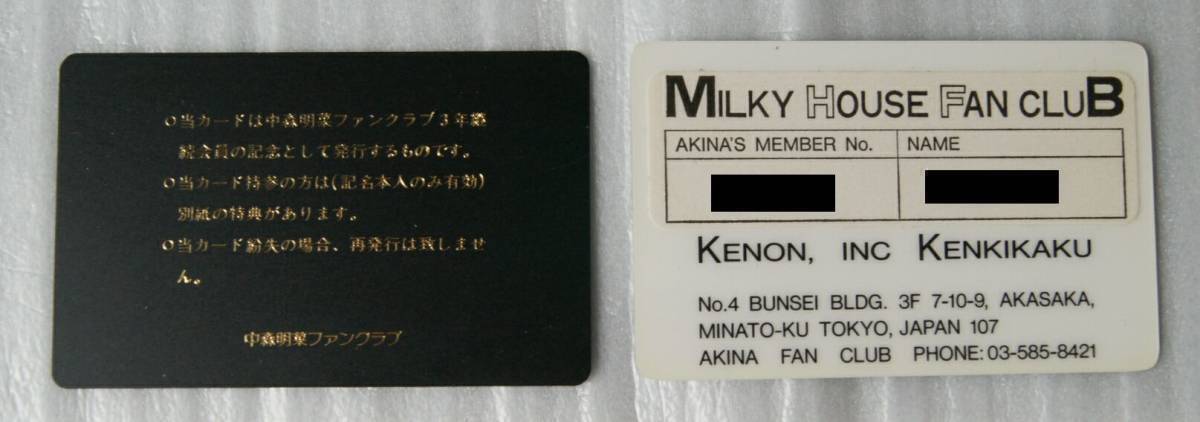 ○当カードは中森明菜ファンクラブ3年継
続会員の記念として発行するものです。
○当カード持参の方は(記名本人のみ有効)
別紙の特典があります。
○当カード紛失の場合、再発行は致しませ
ん。
中森明菜ファンクラブ
MILKY HOUSE FAN CLUB
AKINA'S MEMBER No.
NAME
KENON, INC KENKIKAKU
No.4 BUNSEI BLDG. 3F 7-10-9, AKASAKA,
MINATO-KU TOKYO, JAPAN 107
AKINA FAN CLUB PHONE: 03-585-8421